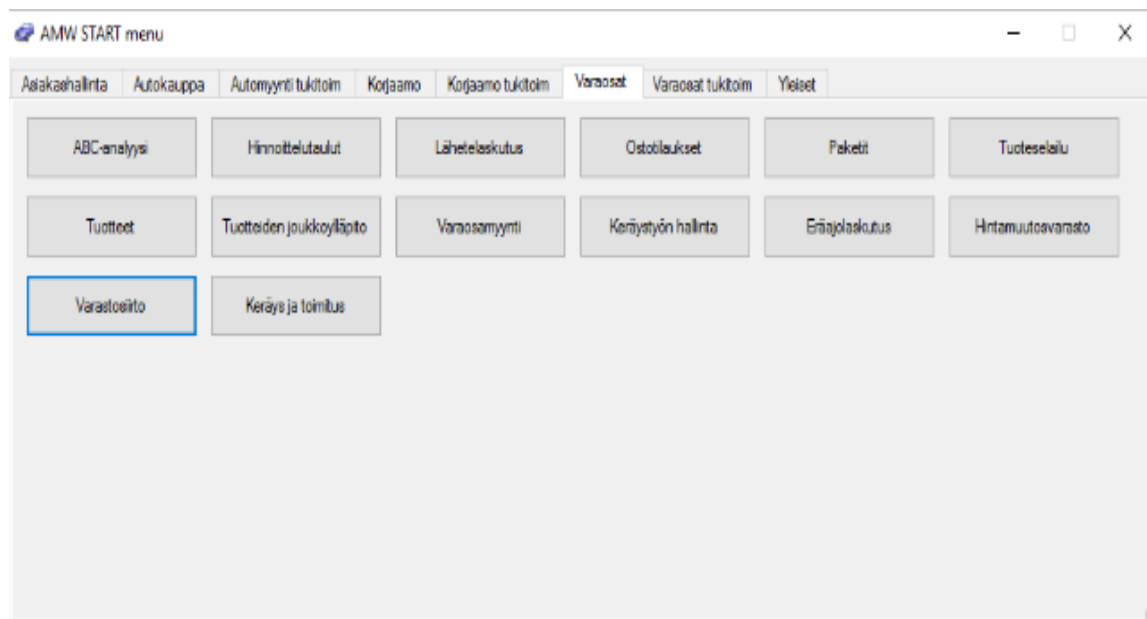 AMW START menu
Asiakashallinta Autokauppa Automyynti tukitoim Korjaamo Korjaamo tukitoim Varaosat Varaosat tukitoim Yleiset
ABC-analyysi Hinnoittelutaulut Lähetelaskutus Ostotilaukset Paketit Tuoteselailu
Tuotteet Tuotteiden joukkoylläpito Varaosamyynti Keräystyön hallinta Eräajolaskutus Hintamuutosvarasto
Varastosiirto Keräys ja toimitus